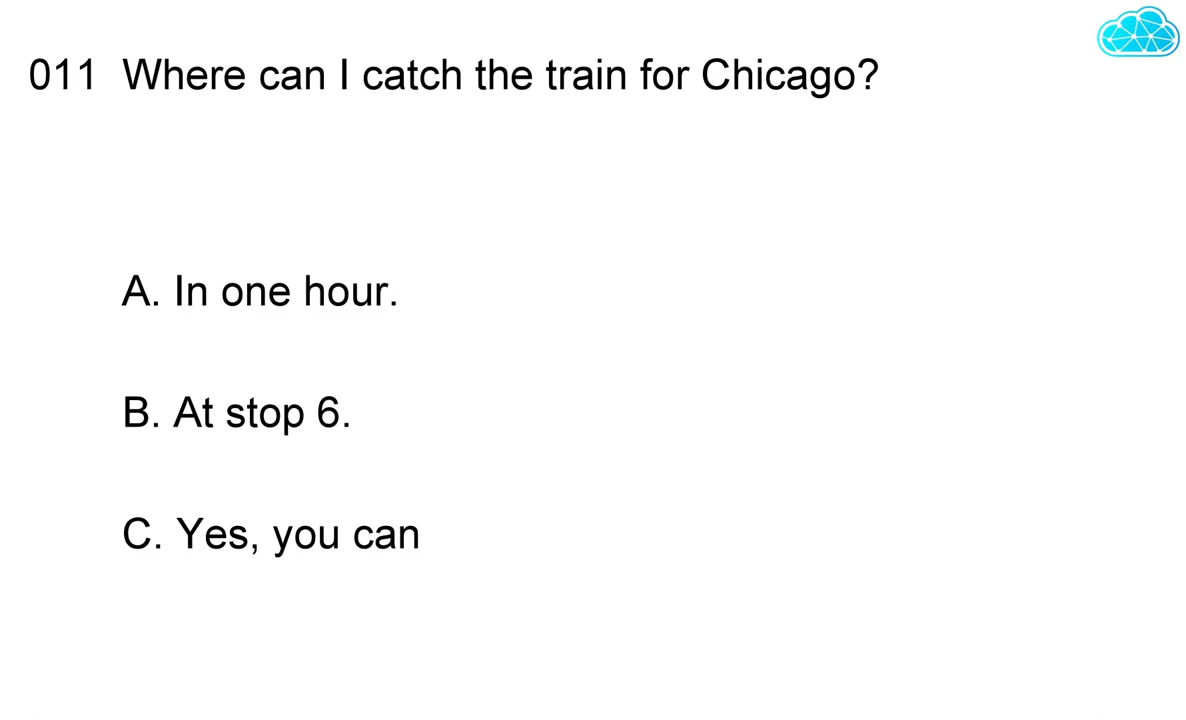 011 Where can I catch the train for Chicago?
A. In one hour.
B. At stop 6.
C. Yes, you can